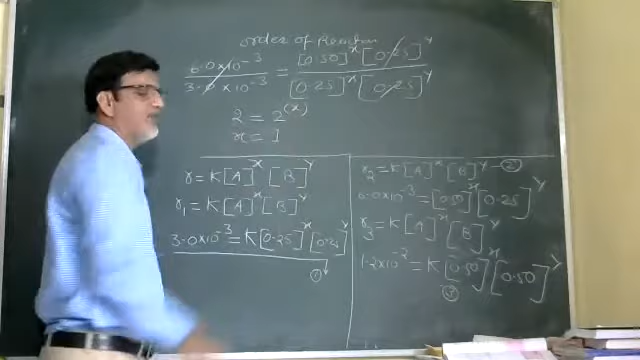 order of Reaction
6.0 × 10⁻³ / 3.0 × 10⁻³ = [0.50]ˣ [0.25]ʸ / [0.25]ˣ [0.25]ʸ
2 = 2⁽ˣ⁾
x = 1
r = K[A]ˣ [B]ʸ
r₁ = K[A]ˣ [B]ʸ
3.0×10⁻³ = K[0.25]ˣ [0.25]ʸ
①
r₂ = K[A]ˣ [B]ʸ — ②
6.0×10⁻³ = [0.50]ˣ [0.25]ʸ
r₃ = K[A]ˣ [B]ʸ
1.2×10⁻² = K[0.50]ˣ [0.50]ʸ